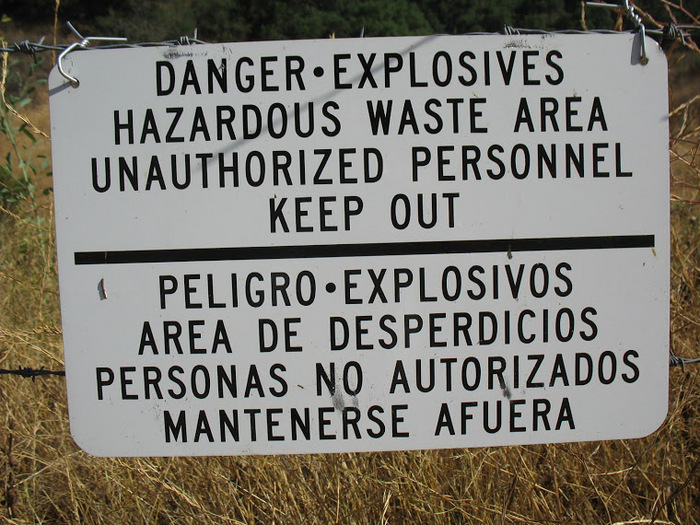 DANGER•EXPLOSIVES
HAZARDOUS WASTE AREA
UNAUTHORIZED PERSONNEL
KEEP OUT
PELIGRO•EXPLOSIVOS
AREA DE DESPERDICIOS
PERSONAS NO AUTORIZADOS
MANTENERSE AFUERA